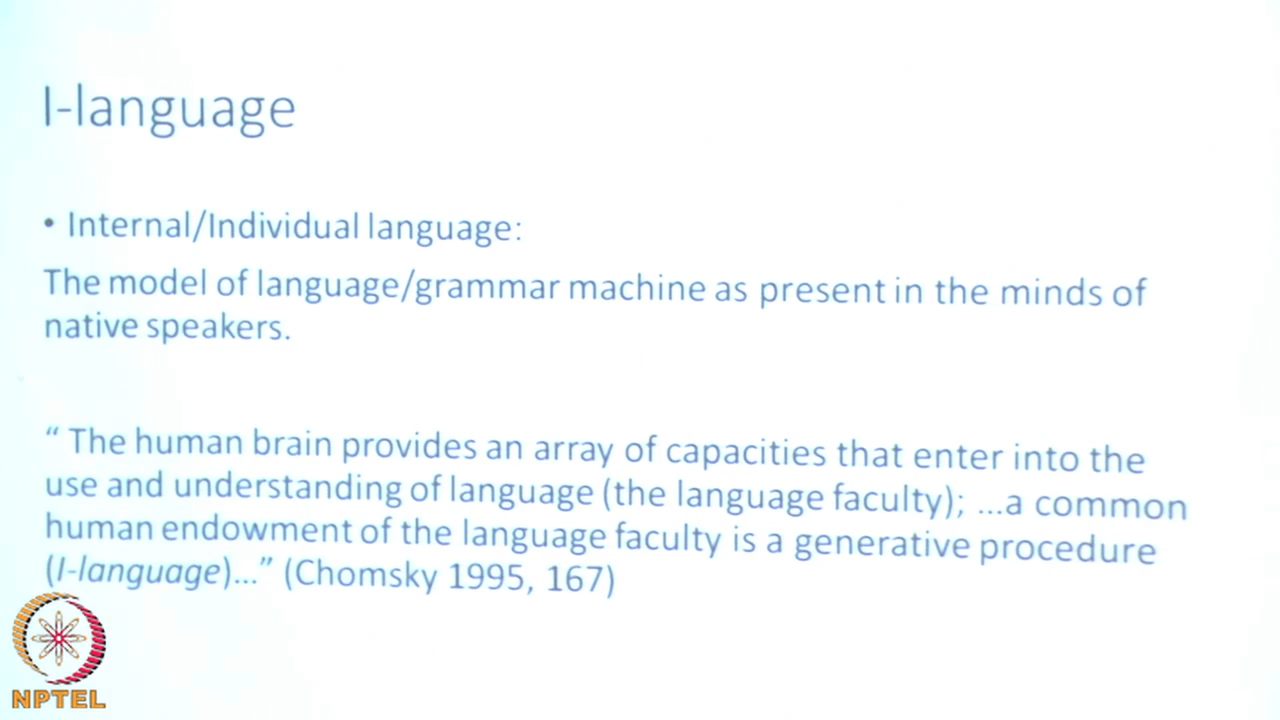 I-language
• Internal/Individual language:
The model of language/grammar machine as present in the minds of
native speakers.
“ The human brain provides an array of capacities that enter into the
use and understanding of language (the language faculty); ...a common
human endowment of the language faculty is a generative procedure
(I-language)...” (Chomsky 1995, 167)
NPTEL